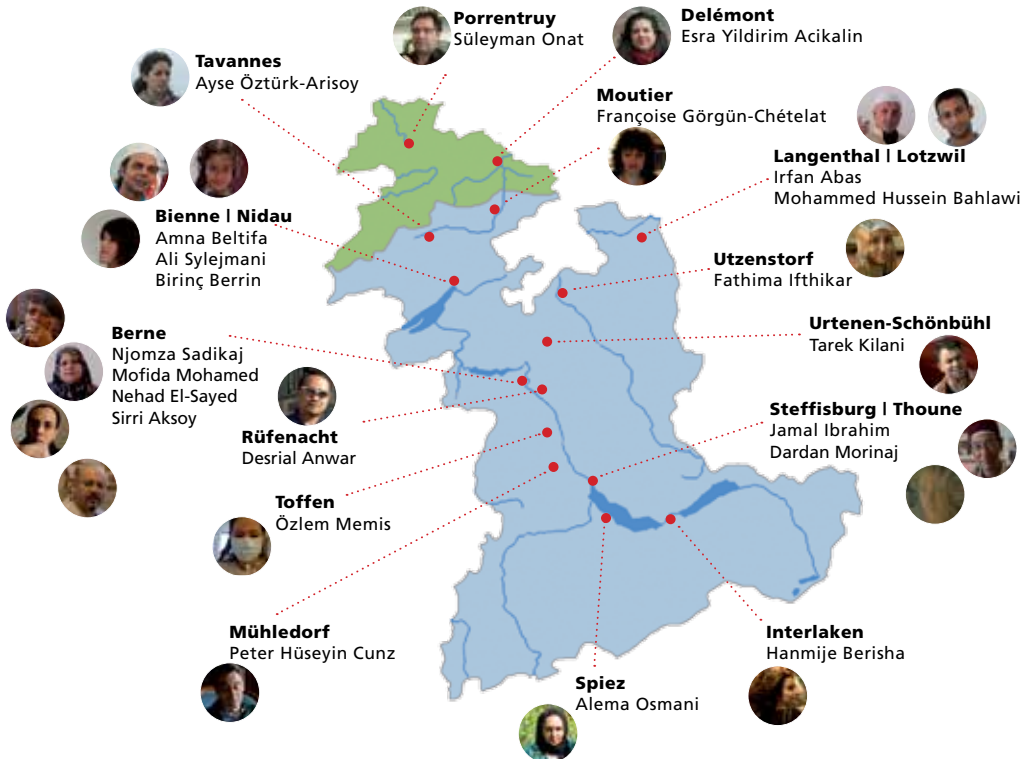 Porrentruy
Süleyman Onat
Delémont
Esra Yildirim Acikalin
Tavannes
Ayse Öztürk-Arisoy
Moutier
Françoise Görgün-Chételat
Langenthal | Lotzwil
Irfan Abas
Mohammed Hussein Bahlawi
Bienne | Nidau
Amna Beltifa
Ali Sylejmani
Birinç Berrin
Utzenstorf
Fathima Ifthikar
Berne
Njomza Sadikaj
Mofida Mohamed
Nehad El-Sayed
Sirri Aksoy
Urtenen-Schönbühl
Tarek Kilani
Rüfenacht
Desrial Anwar
Steffisburg | Thoune
Jamal Ibrahim
Dardan Morinaj
Toffen
Özlem Memis
Mühledorf
Peter Hüseyin Cunz
Interlaken
Hanmije Berisha
Spiez
Alema Osmani